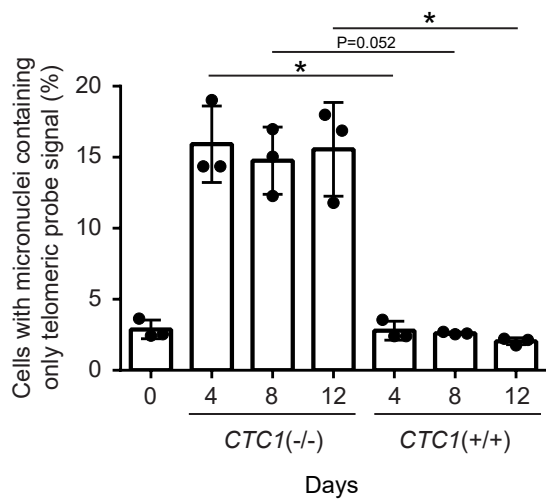 *
P=0.052
*
Cells with micronuclei containing
only telomeric probe signal (%)
20
15
10
5
0
0 4 8 12 4 8 12
CTC1(-/-) CTC1(+/+)
Days